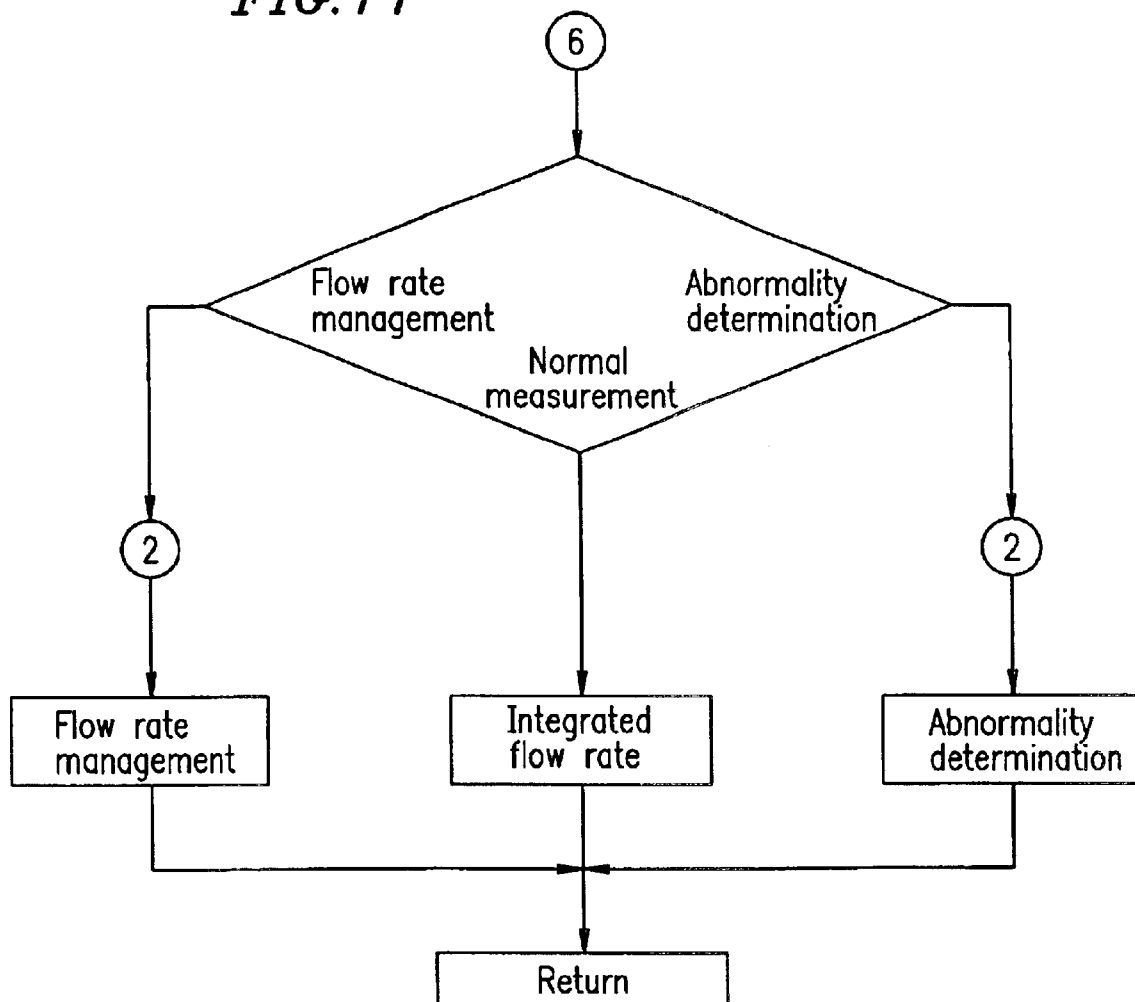 FIG. 77
6
Flow rate
management
Abnormality
determination
Normal
measurement
2
2
Flow rate
management
Integrated
flow rate
Abnormality
determination
Return